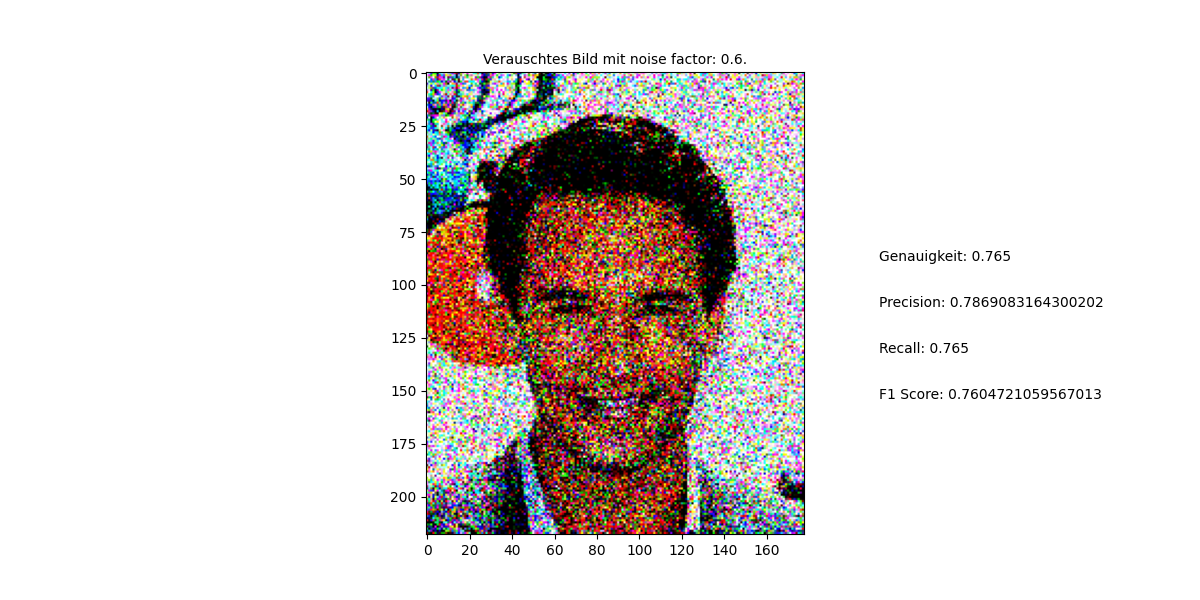 Verauschtes Bild mit noise factor: 0.6.
0
25
50
75
100
125
150
175
200
0 20 40 60 80 100 120 140 160
Genauigkeit: 0.765
Precision: 0.7869083164300202
Recall: 0.765
F1 Score: 0.7604721059567013